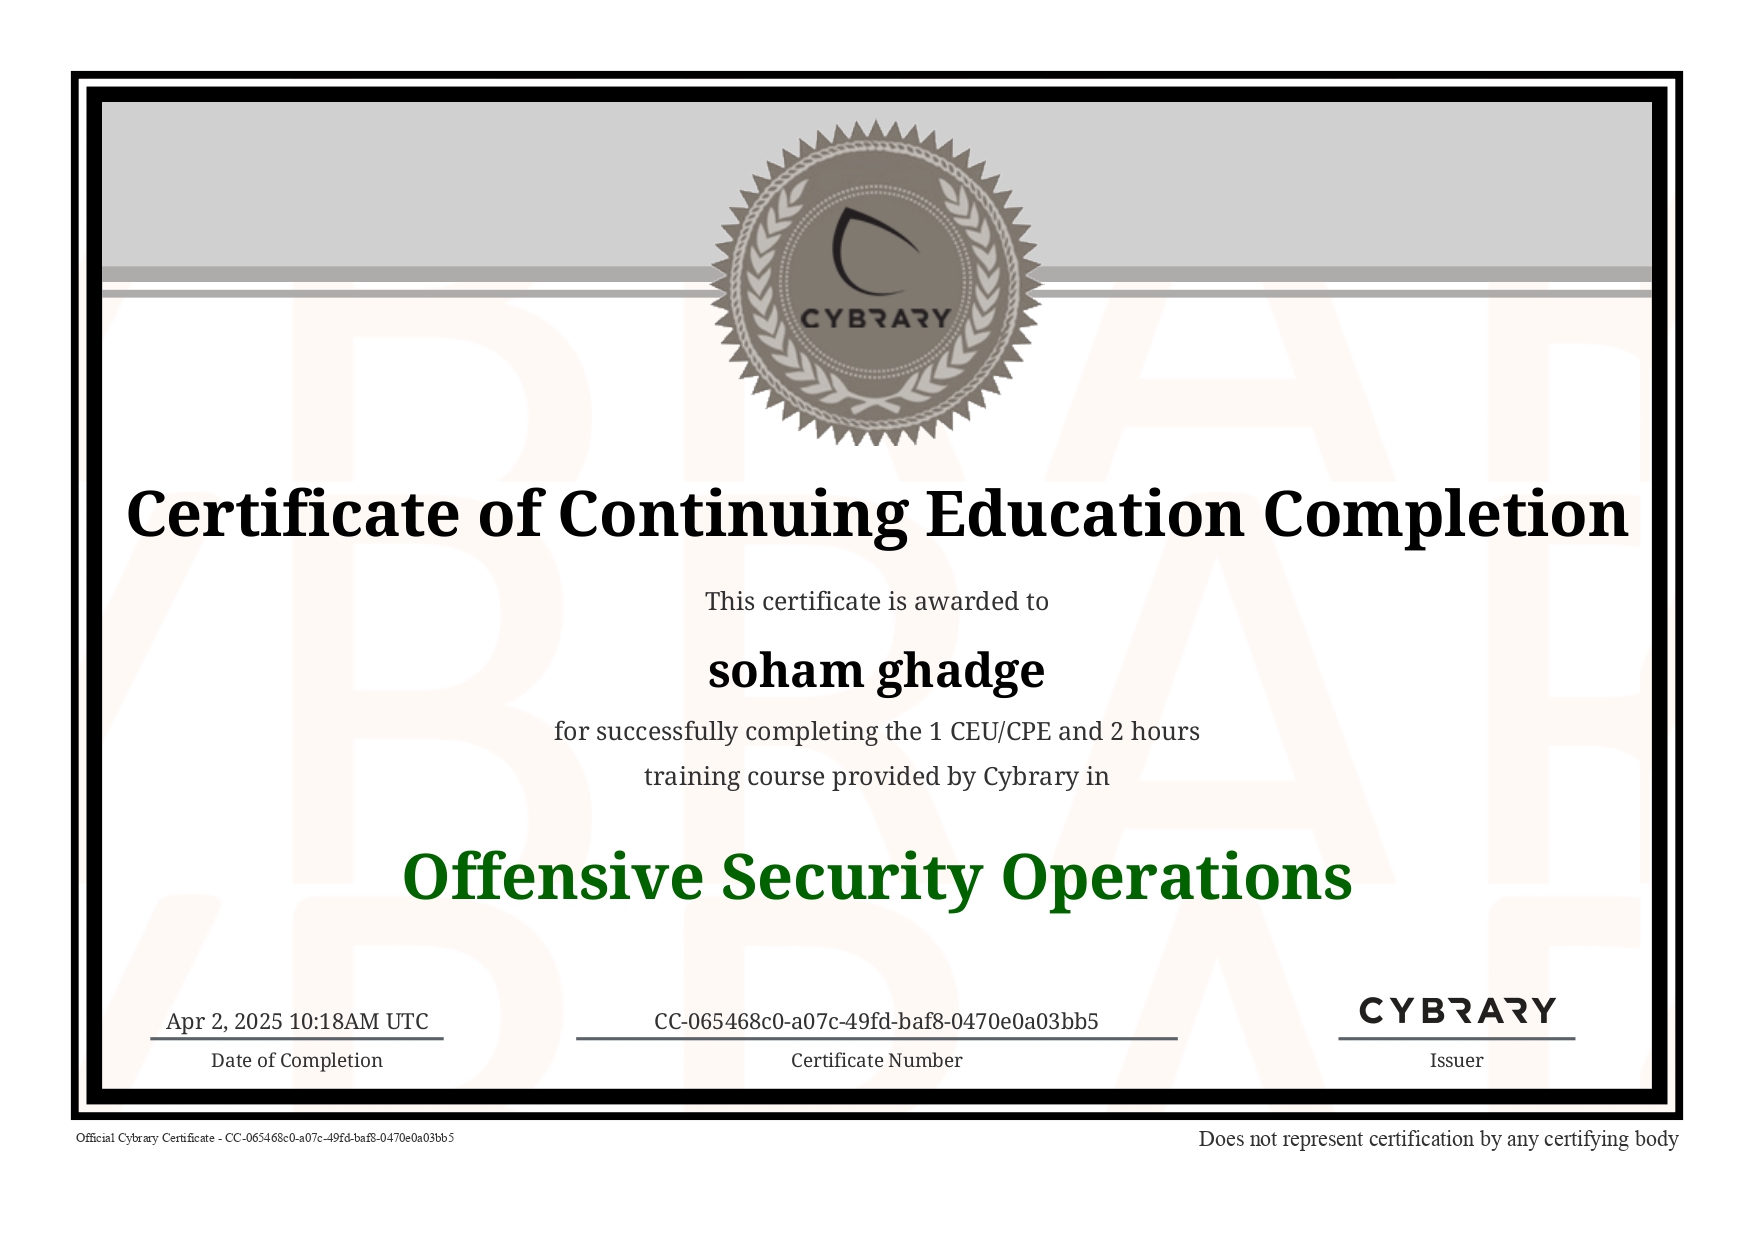 CYBRARY
Certificate of Continuing Education Completion
This certificate is awarded to
soham ghadge
for successfully completing the 1 CEU/CPE and 2 hours
training course provided by Cybrary in
Offensive Security Operations
Apr 2, 2025 10:18AM UTC
Date of Completion
CC-065468c0-a07c-49fd-baf8-0470e0a03bb5
Certificate Number
CYBRARY
Issuer
Official Cybrary Certificate - CC-065468c0-a07c-49fd-baf8-0470e0a03bb5
Does not represent certification by any certifying body